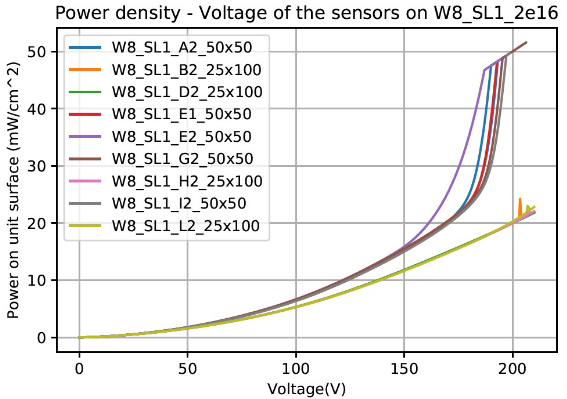 Power density - Voltage of the sensors on W8_SL1_2e16
Power on unit surface (mW/cm^2)
50
40
30
20
10
0
W8_SL1_A2_50x50
W8_SL1_B2_25x100
W8_SL1_D2_25x100
W8_SL1_E1_50x50
W8_SL1_E2_50x50
W8_SL1_G2_50x50
W8_SL1_H2_25x100
W8_SL1_I2_50x50
W8_SL1_L2_25x100
0 50 100 150 200
Voltage(V)